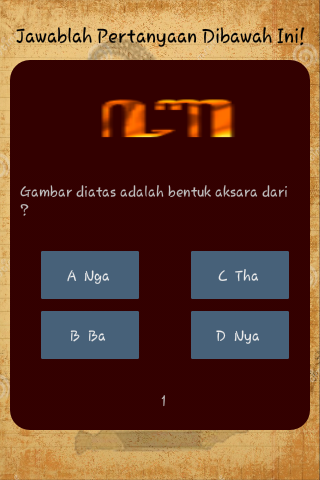 Jawablah Pertanyaan Dibawah Ini!
Gambar diatas adalah bentuk aksara dari
?
A Nga
C Tha
B Ba
D Nya
1